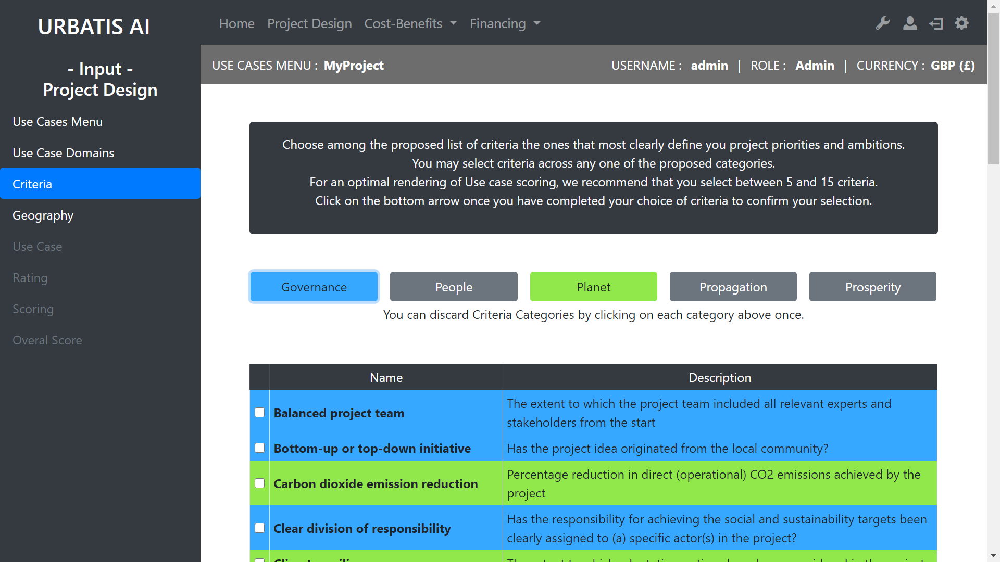 URBATIS AI
Home Project Design Cost-Benefits Financing
- Input -
Project Design
USE CASES MENU : MyProject
USERNAME : admin | ROLE : Admin | CURRENCY : GBP (£)
Use Cases Menu
Use Case Domains
Criteria
Geography
Use Case
Rating
Scoring
Overal Score
Choose among the proposed list of criteria the ones that most clearly define you project priorities and ambitions.
You may select criteria across any one of the proposed categories.
For an optimal rendering of Use case scoring, we recommend that you select between 5 and 15 criteria.
Click on the bottom arrow once you have completed your choice of criteria to confirm your selection.
Governance People Planet Propagation Prosperity
You can discard Criteria Categories by clicking on each category above once.
Name Description
Balanced project team
The extent to which the project team included all relevant experts and
stakeholders from the start
Bottom-up or top-down initiative
Has the project idea originated from the local community?
Carbon dioxide emission reduction
Percentage reduction in direct (operational) CO2 emissions achieved by the
project
Clear division of responsibility
Has the responsibility for achieving the social and sustainability targets been
clearly assigned to (a) specific actor(s) in the project?